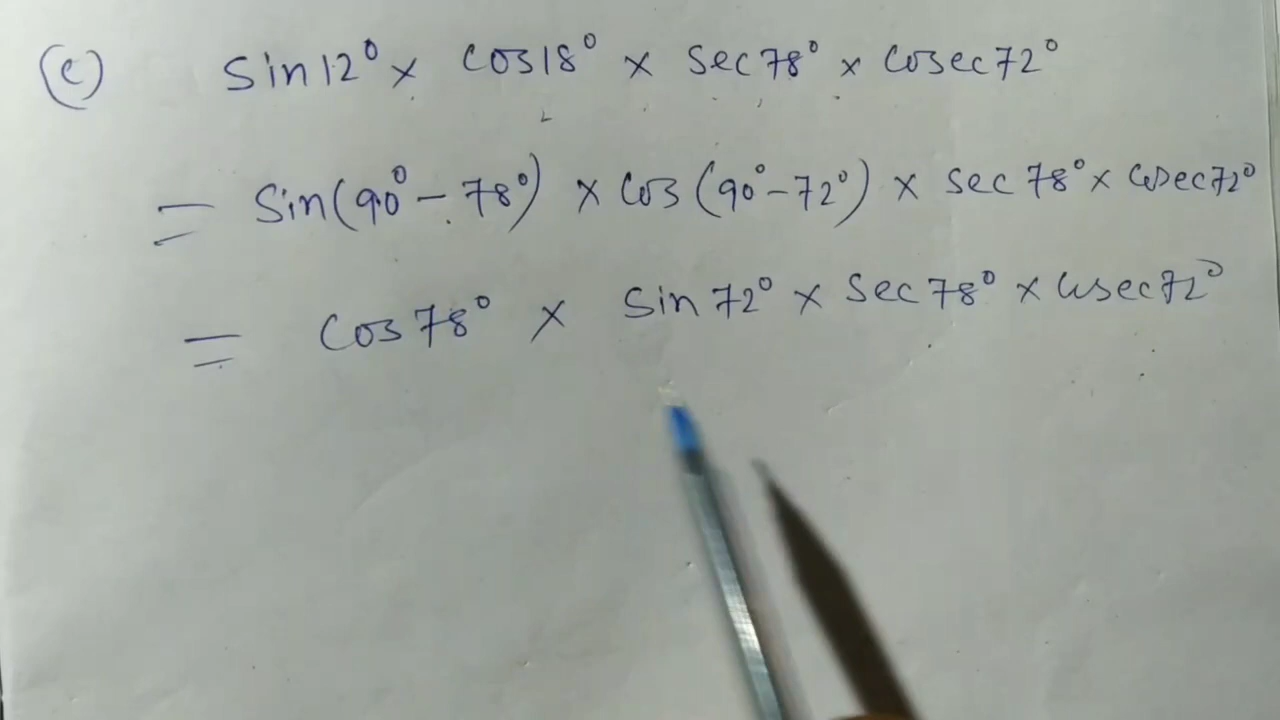 (c) Sin12° × Cos18° × Sec78° × Cosec72°
= Sin(90° - 78°) × Cos(90° - 72°) × Sec78° × Cosec72°
= Cos78° × Sin72° × Sec78° × Cosec72°